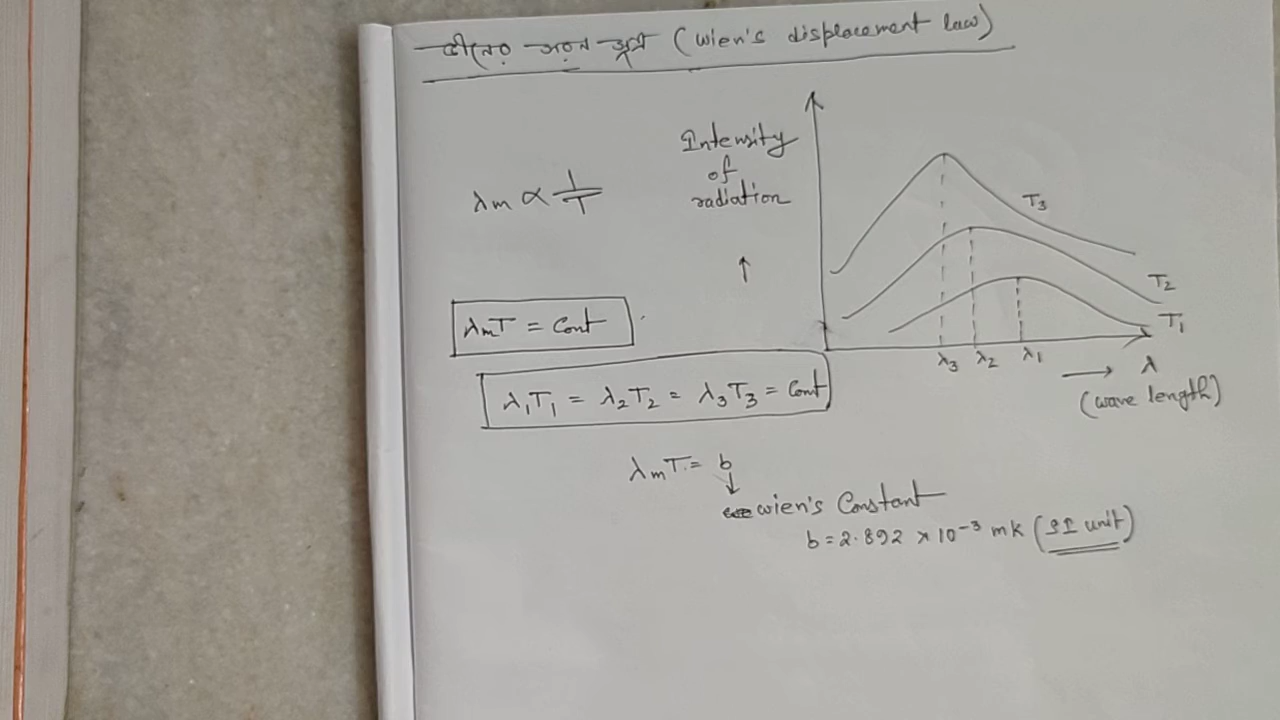 ভীনের সরণ সূত্র (Wien's displacement law)
λm ∝ 1/T
Intensity
of
radiation
↑
T3
T2
T1
λ3 λ2 λ1
→ λ
(wave length)
λmT = Cont
λ1T1 = λ2T2 = λ3T3 = Cont
λmT = b
↓
wien's Constant
b = 2.892 × 10^-3 mk (SI unit)